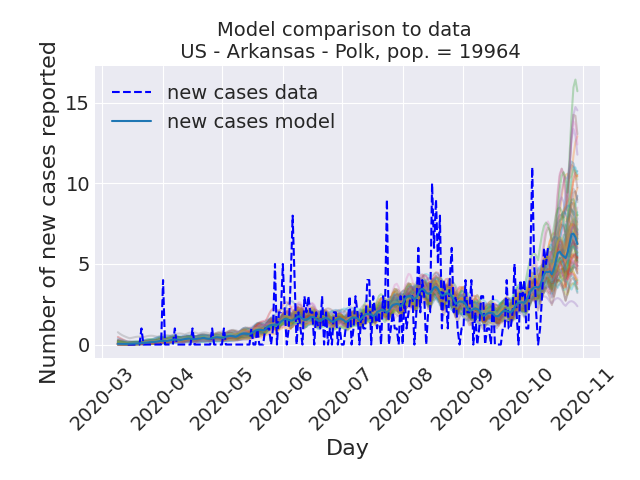 Model comparison to data
US - Arkansas - Polk, pop. = 19964
new cases data
new cases model
Number of new cases reported
15
10
5
0
2020-03
2020-04
2020-05
2020-06
2020-07
2020-08
2020-09
2020-10
2020-11
Day